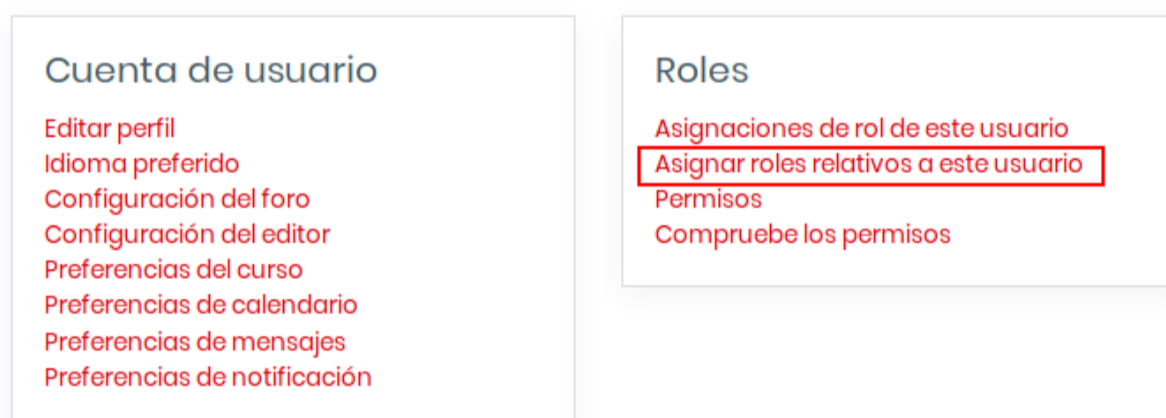 Cuenta de usuario
Editar perfil
Idioma preferido
Configuración del foro
Configuración del editor
Preferencias del curso
Preferencias de calendario
Preferencias de mensajes
Preferencias de notificación
Roles
Asignaciones de rol de este usuario
Asignar roles relativos a este usuario
Permisos
Compruebe los permisos